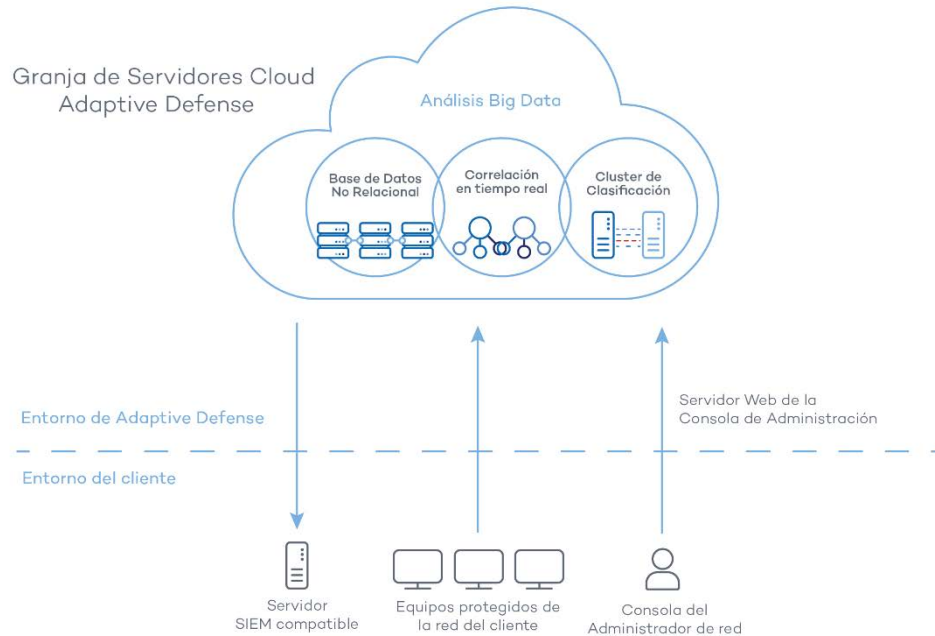 Granja de Servidores Cloud
Adaptive Defense
Análisis Big Data
Base de Datos
No Relacional
Correlación
en tiempo real
Cluster de
Clasificación
Servidor Web de la
Consola de Administración
Entorno de Adaptive Defense
Entorno del cliente
Servidor
SIEM compatible
Equipos protegidos de
la red del cliente
Consola del
Administrador de red